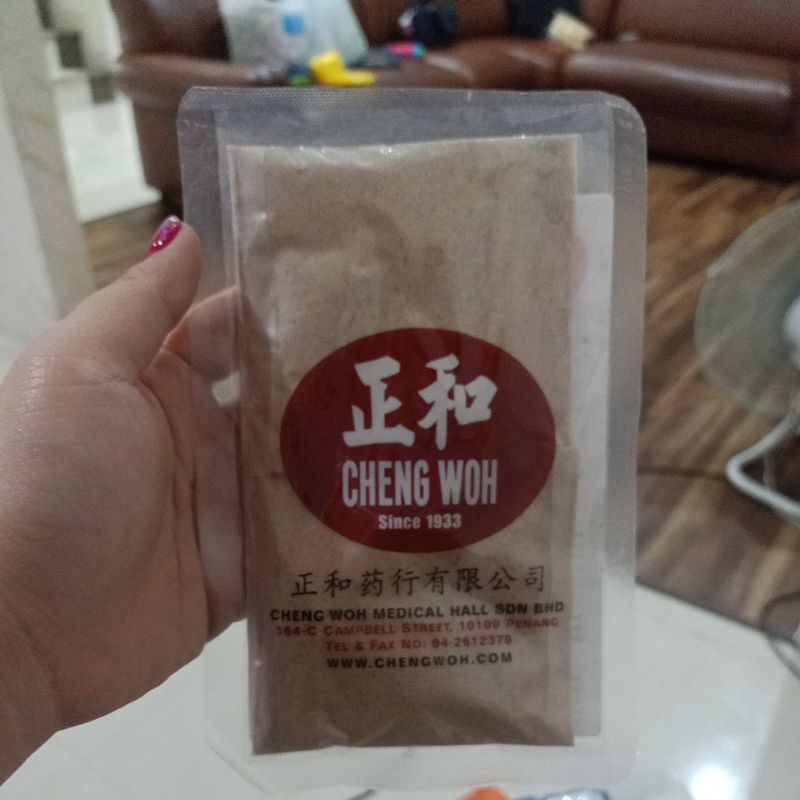 正和
CHENG WOH
Since 1933
正和药行有限公司
CHENG WOH MEDICAL HALL SDN BHD
164-C CAMPBELL STREET, 10100 PENANG
TEL & FAX NO: 04-2612378
WWW.CHENGWOH.COM